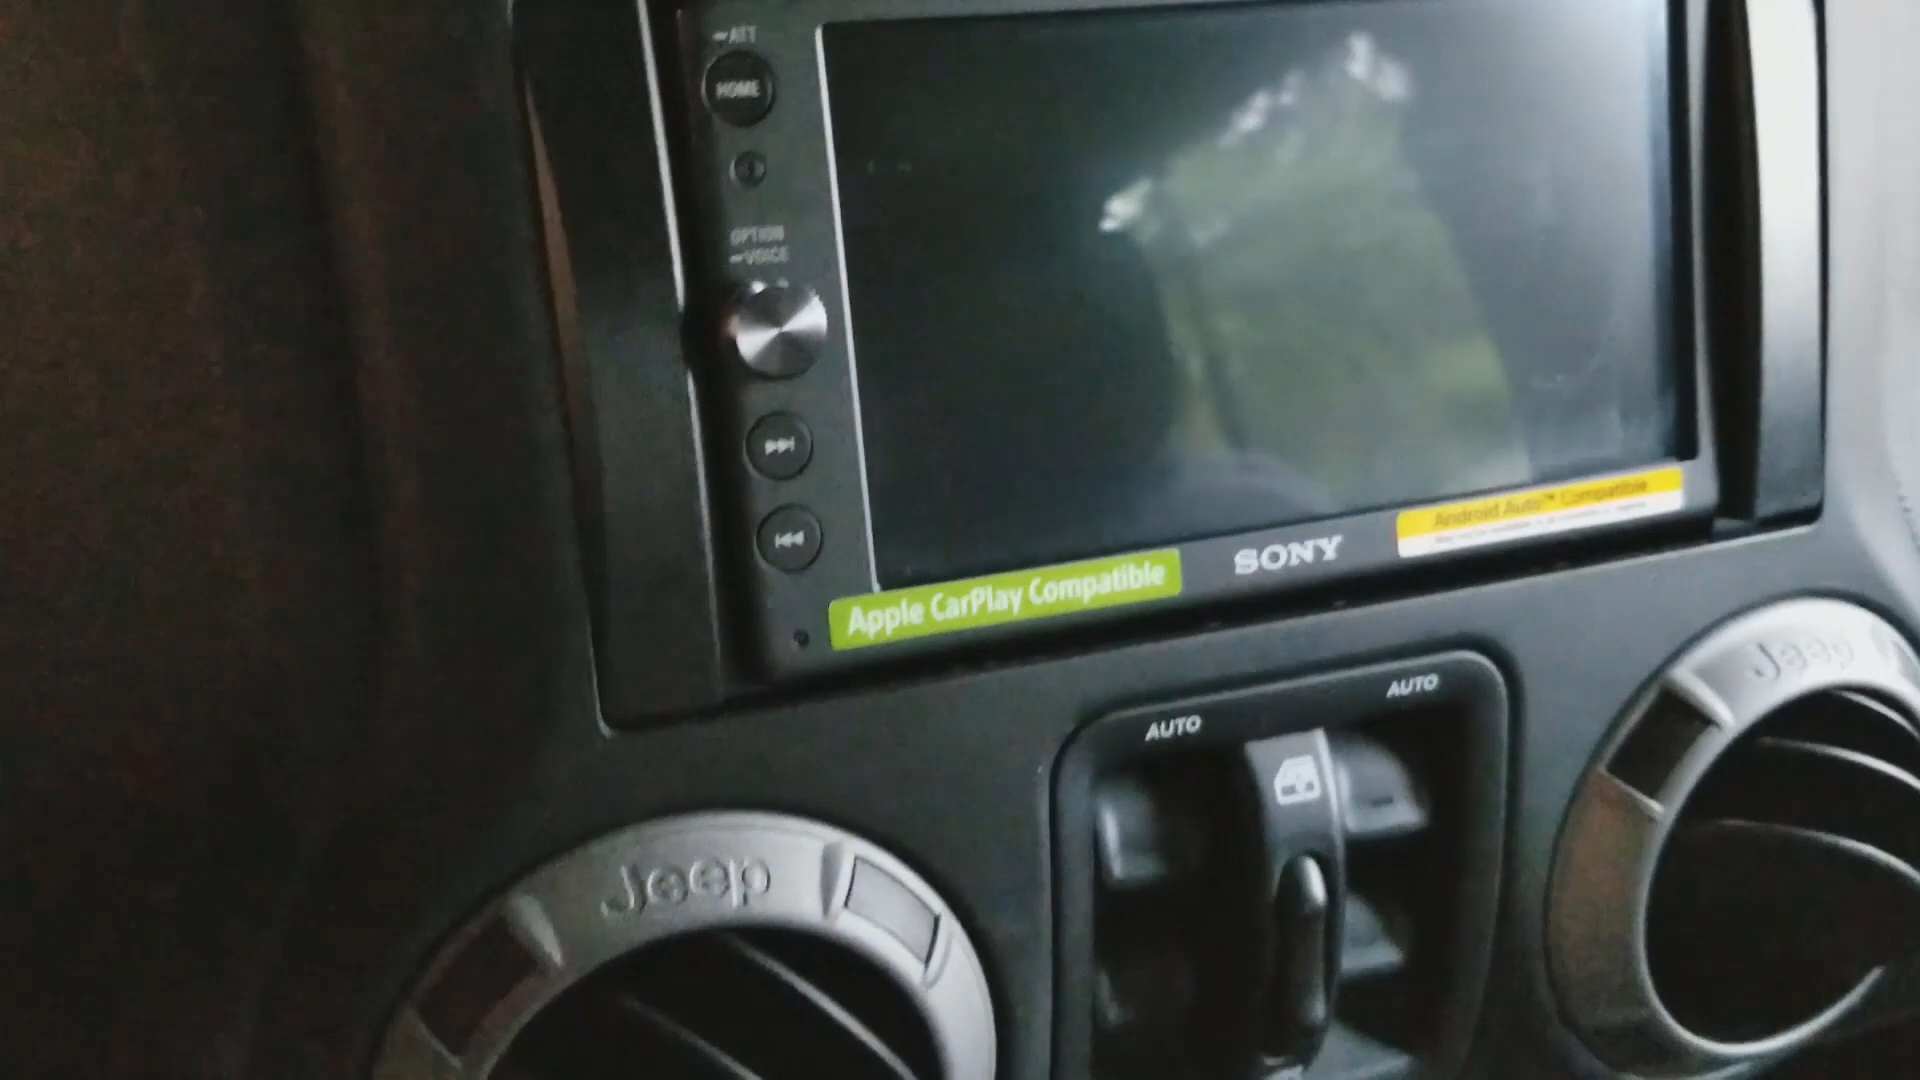 ATT
HOME
OPTION
VOICE
Apple CarPlay Compatible
SONY
Android Auto™ Compatible
AUTO
AUTO
Jeep
Jeep